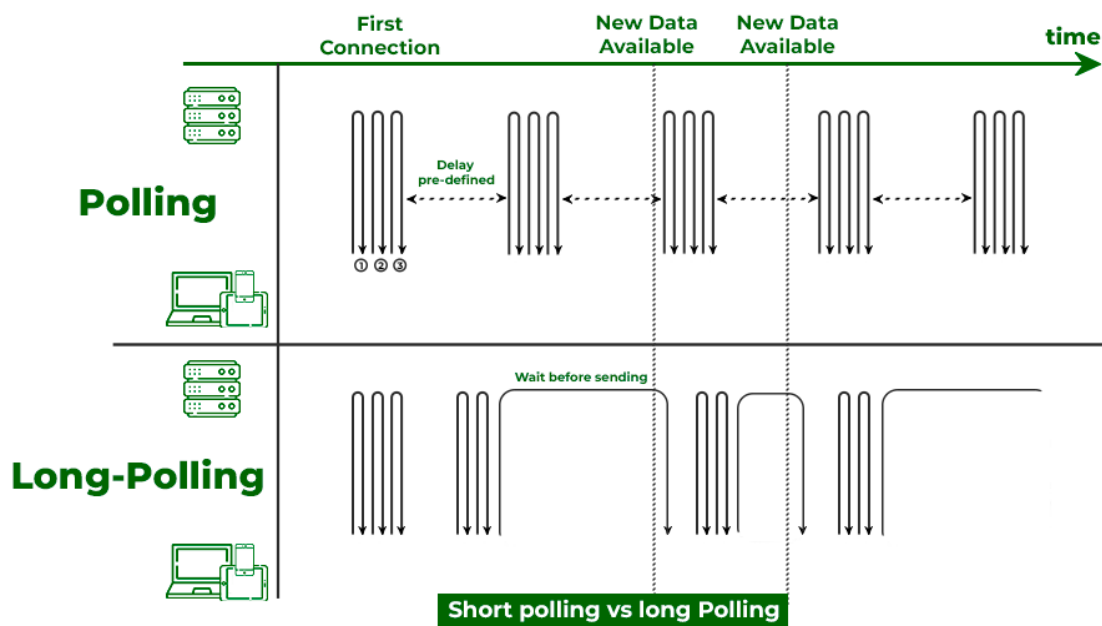 First
Connection
New Data
Available
New Data
Available
time
Delay
pre-defined
Polling
① ② ③
Wait before sending
Long-Polling
Short polling vs long Polling